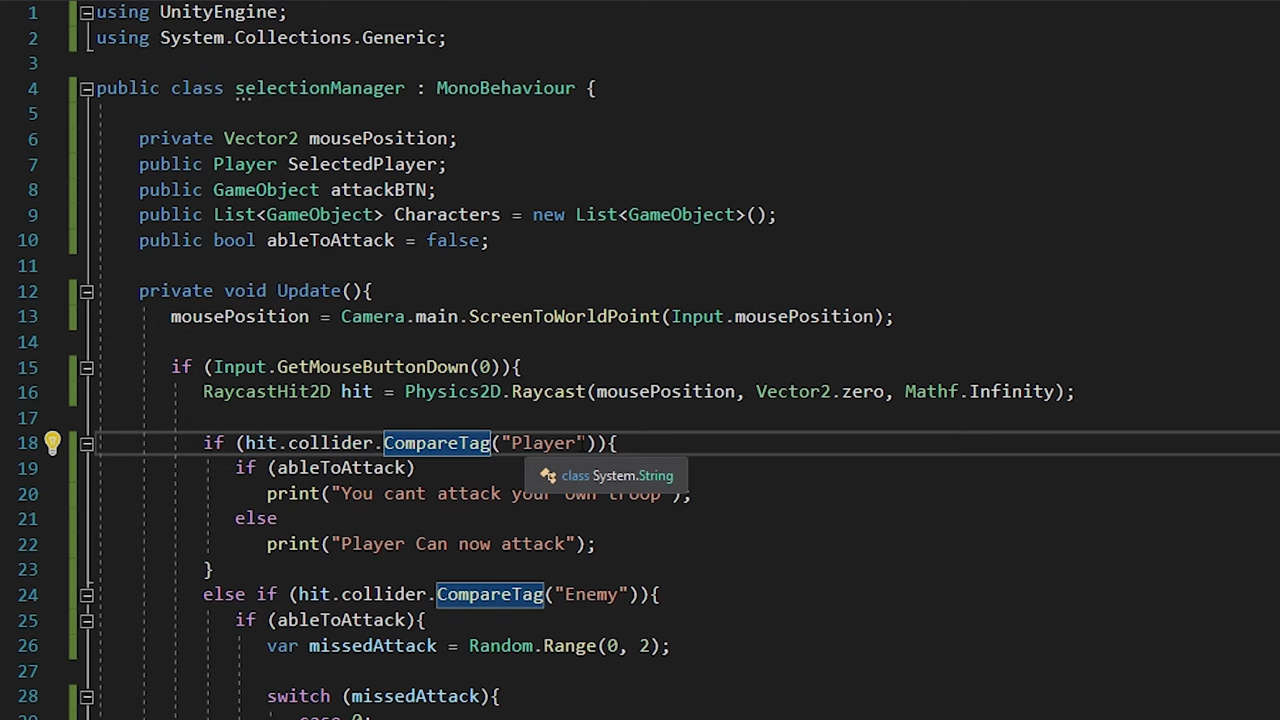 1 using UnityEngine;
2 using System.Collections.Generic;
3
4 public class selectionManager : MonoBehaviour {
5
6 private Vector2 mousePosition;
7 public Player SelectedPlayer;
8 public GameObject attackBTN;
9 public List<GameObject> Characters = new List<GameObject>();
10 public bool ableToAttack = false;
11
12 private void Update(){
13 mousePosition = Camera.main.ScreenToWorldPoint(Input.mousePosition);
14
15 if (Input.GetMouseButtonDown(0)){
16 RaycastHit2D hit = Physics2D.Raycast(mousePosition, Vector2.zero, Mathf.Infinity);
17
18 if (hit.collider.CompareTag("Player")){
19 if (ableToAttack)
class System.String
20 print("You cant attack your own troop");
21 else
22 print("Player Can now attack");
23 }
24 else if (hit.collider.CompareTag("Enemy")){
25 if (ableToAttack){
26 var missedAttack = Random.Range(0, 2);
27
28 switch (missedAttack){
case 0: